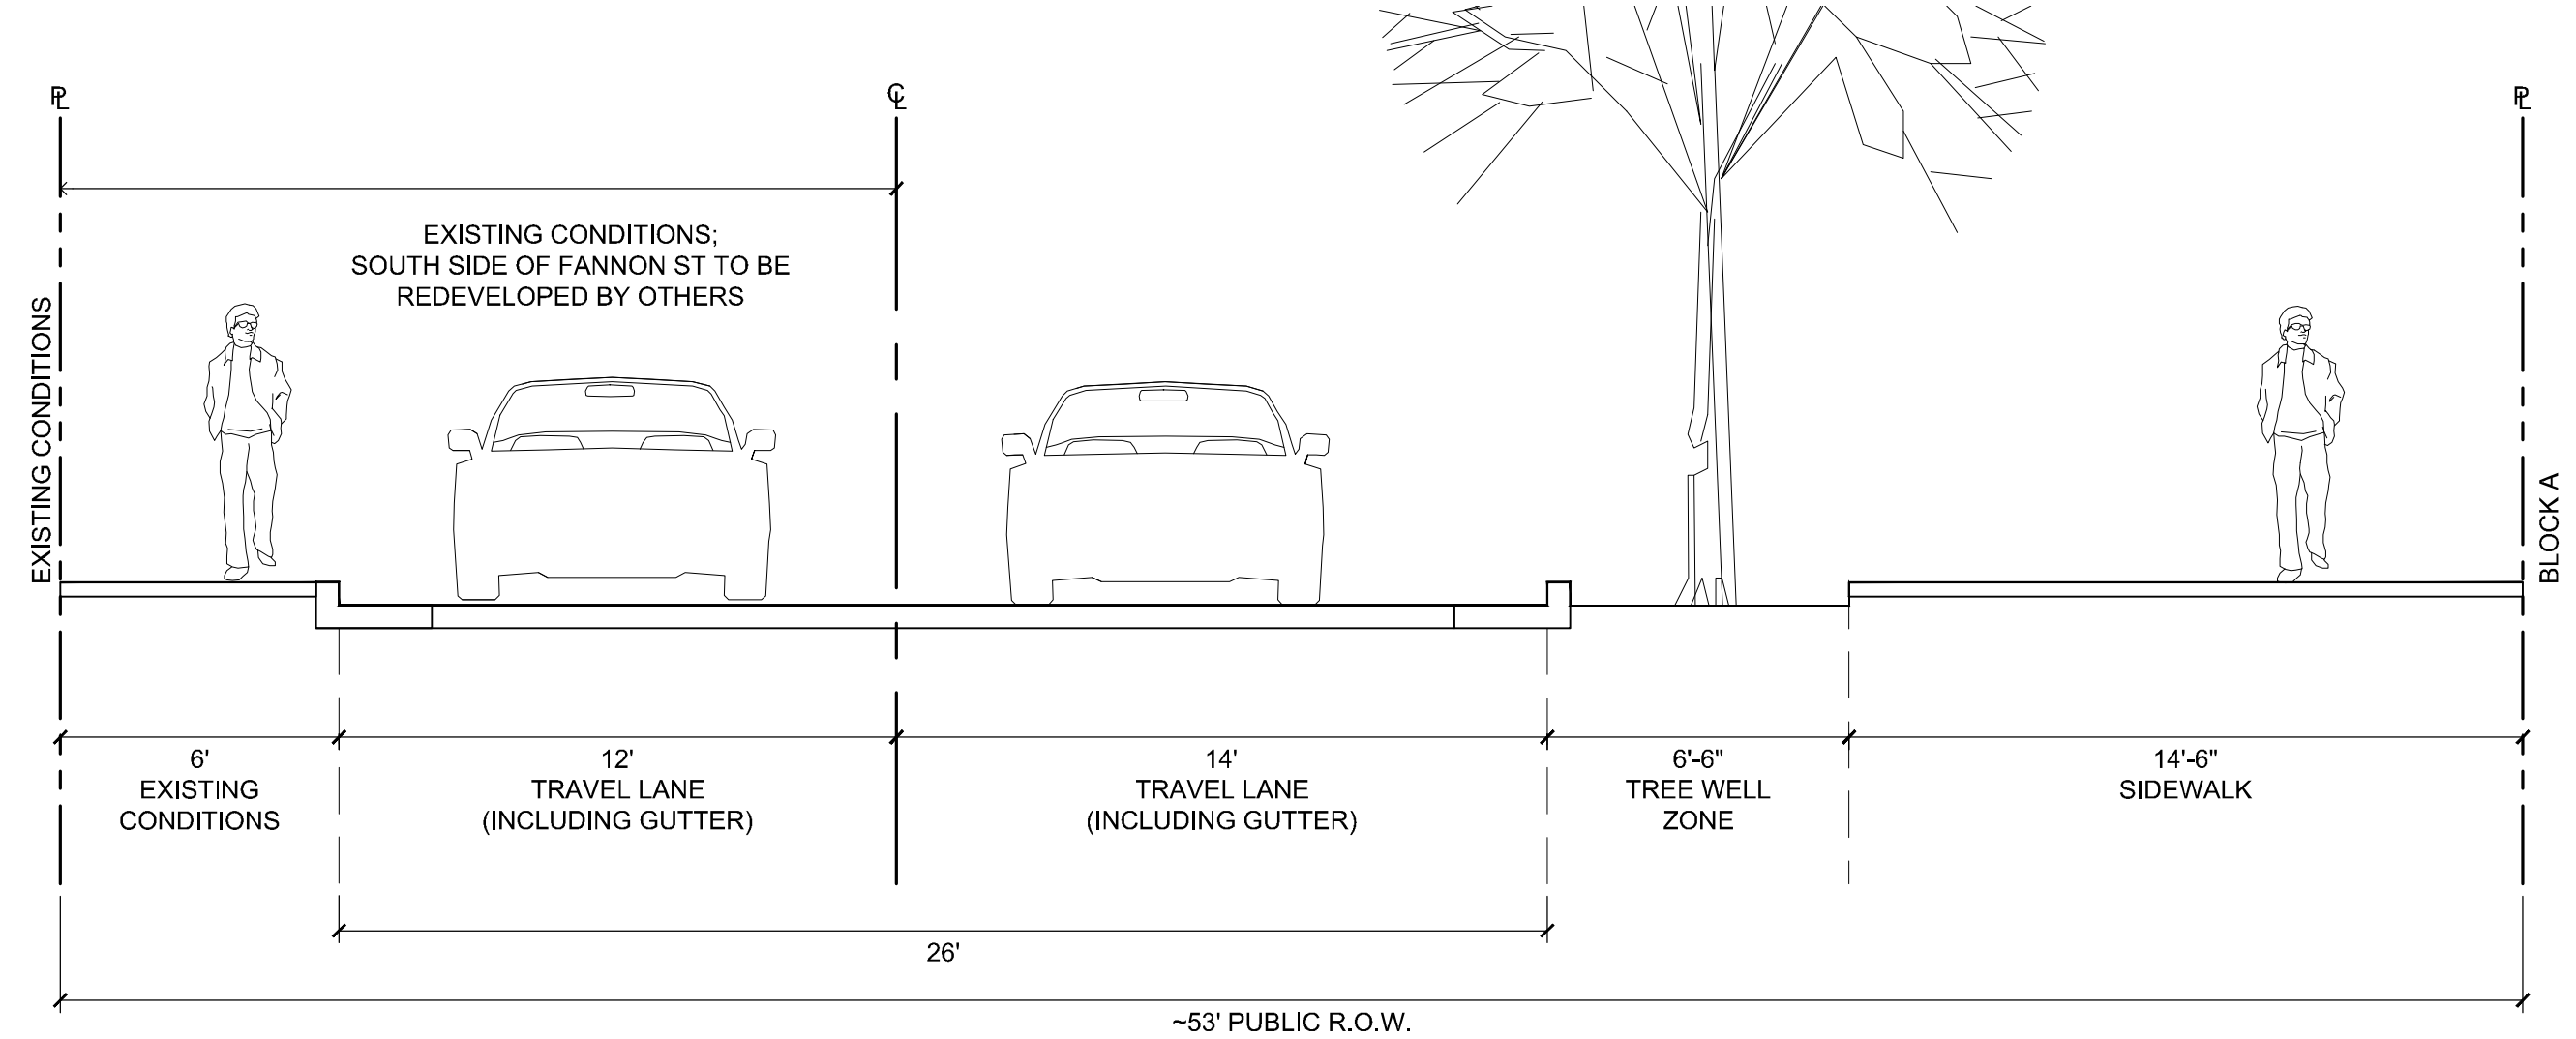 ℄
EXISTING CONDITIONS;
SOUTH SIDE OF FANNON ST TO BE
REDEVELOPED BY OTHERS
EXISTING CONDITIONS
BLOCK A
6'
EXISTING
CONDITIONS
12'
TRAVEL LANE
(INCLUDING GUTTER)
14'
TRAVEL LANE
(INCLUDING GUTTER)
6'-6"
TREE WELL
ZONE
14'-6"
SIDEWALK
26'
~53' PUBLIC R.O.W.
PL
PL